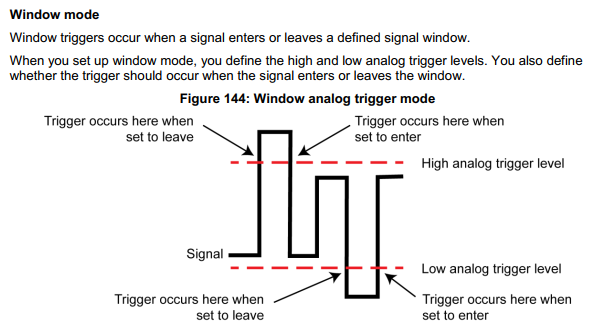 Window mode
Window triggers occur when a signal enters or leaves a defined signal window.
When you set up window mode, you define the high and low analog trigger levels. You also define
whether the trigger should occur when the signal enters or leaves the window.
Figure 144: Window analog trigger mode
Trigger occurs here when
set to leave
Trigger occurs here when
set to enter
High analog trigger level
Signal
Low analog trigger level
Trigger occurs here when
set to leave
Trigger occurs here when
set to enter